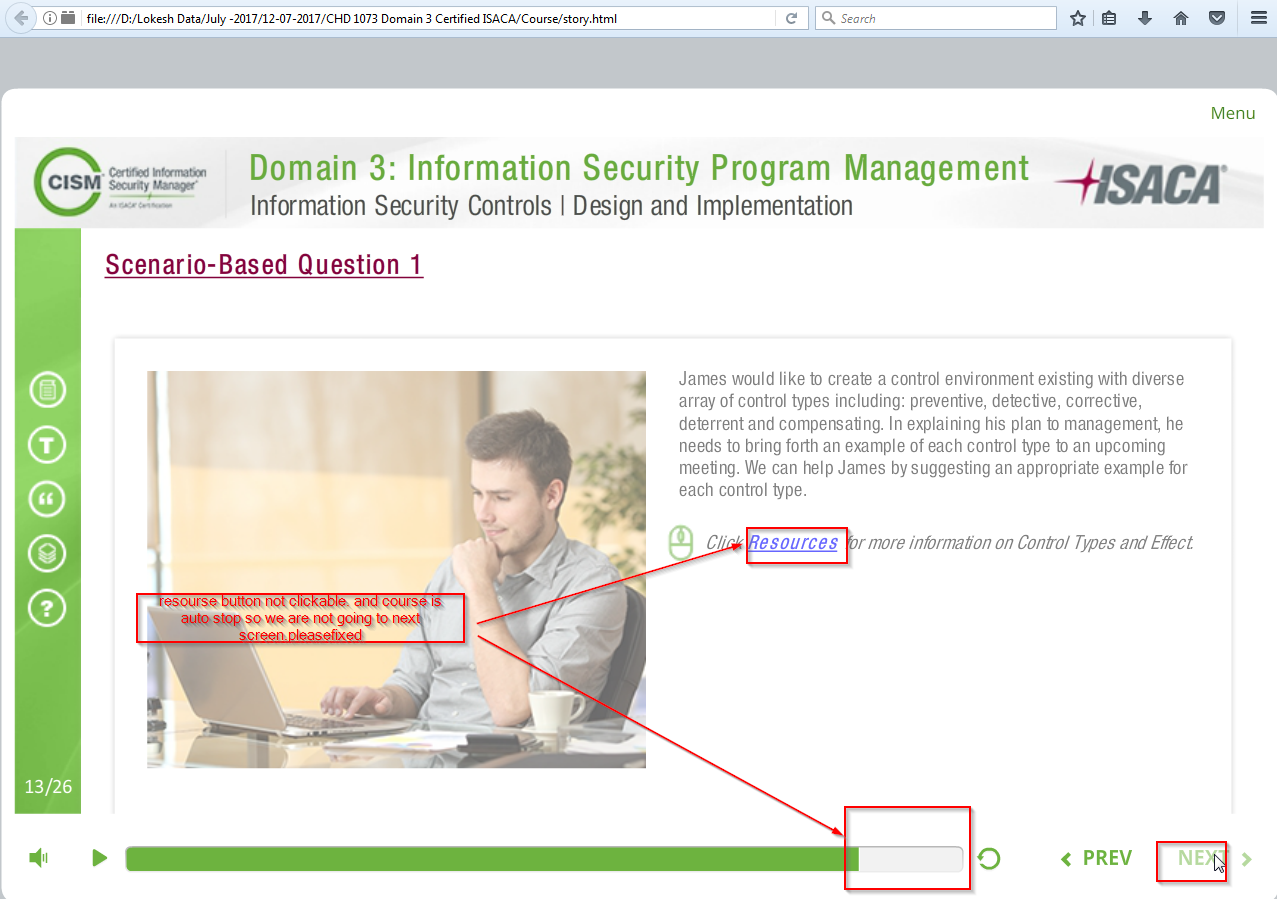 file:///D:/Lokesh Data/July -2017/12-07-2017/CHD 1073 Domain 3 Certified ISACA/Course/story.html
Search
Menu
CISM
Certified Information
Security Manager®
An ISACA® Certification
Domain 3: Information Security Program Management
Information Security Controls | Design and Implementation
ISACA®
Scenario-Based Question 1
James would like to create a control environment existing with diverse
array of control types including: preventive, detective, corrective,
deterrent and compensating. In explaining his plan to management, he
needs to bring forth an example of each control type to an upcoming
meeting. We can help James by suggesting an appropriate example for
each control type.
Click Resources for more information on Control Types and Effect.
resourse button not clickable. and course is
auto stop so we are not going to next
screen.pleasefixed
T
“
?
13/26
PREV
NEXT